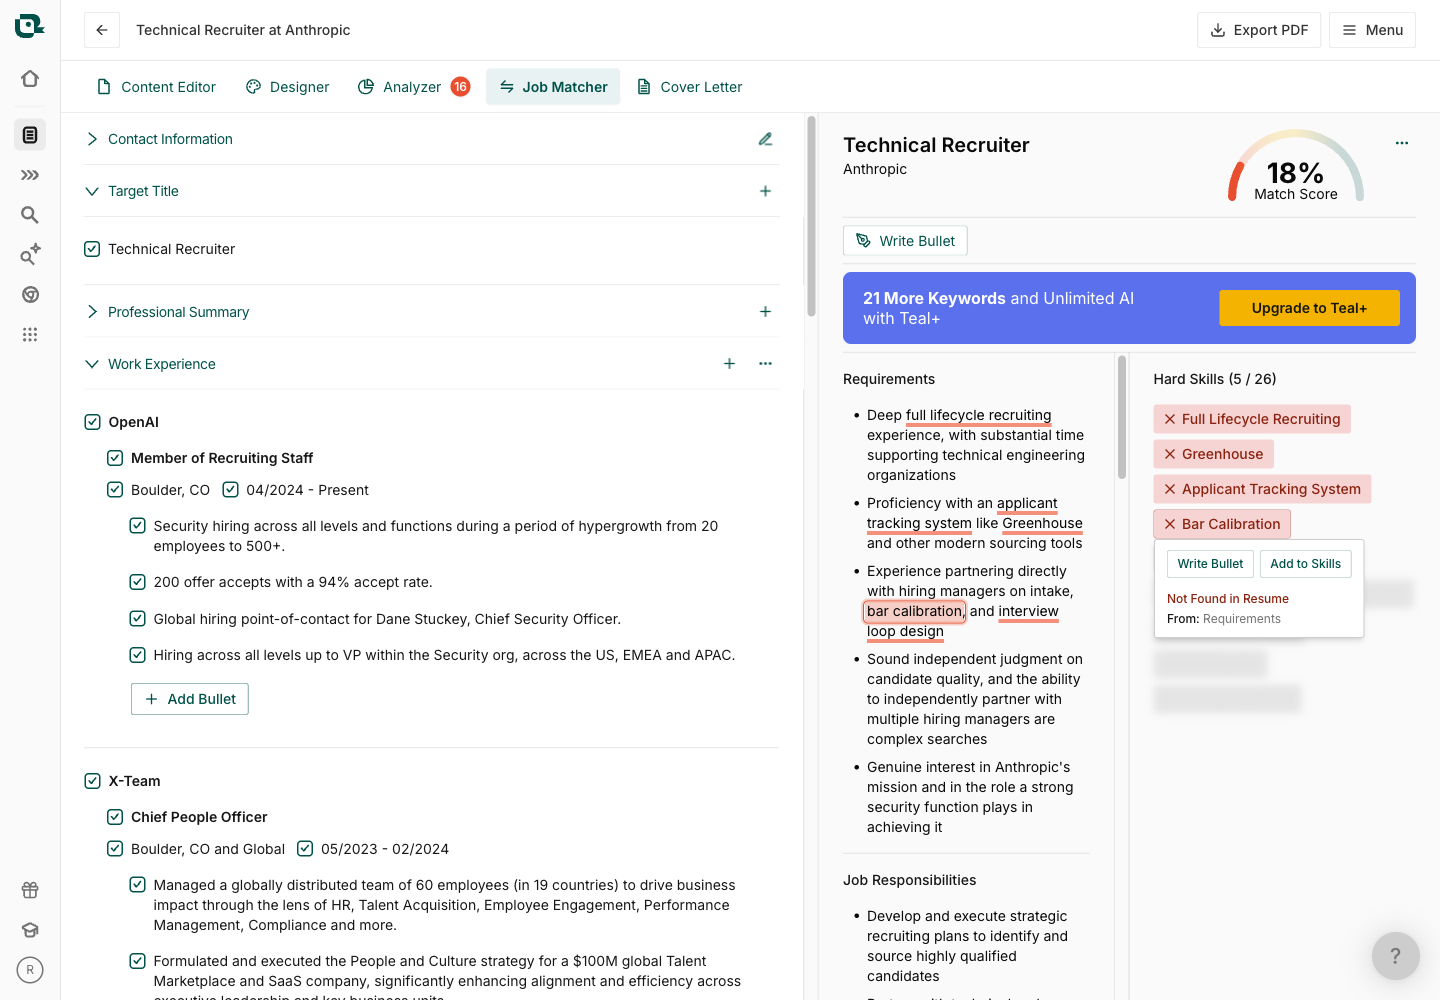 Technical Recruiter at Anthropic
Export PDF
Menu
Content Editor
Designer
Analyzer
16
Job Matcher
Cover Letter
Contact Information
Target Title
Technical Recruiter
Professional Summary
Work Experience
OpenAI
Member of Recruiting Staff
Boulder, CO
04/2024 - Present
Security hiring across all levels and functions during a period of hypergrowth from 20
employees to 500+.
200 offer accepts with a 94% accept rate.
Global hiring point-of-contact for Dane Stuckey, Chief Security Officer.
Hiring across all levels up to VP within the Security org, across the US, EMEA and APAC.
Add Bullet
X-Team
Chief People Officer
Boulder, CO and Global
05/2023 - 02/2024
Managed a globally distributed team of 60 employees (in 19 countries) to drive business
impact through the lens of HR, Talent Acquisition, Employee Engagement, Performance
Management, Compliance and more.
Formulated and executed the People and Culture strategy for a $100M global Talent
Marketplace and SaaS company, significantly enhancing alignment and efficiency across
executive leadership and key business units.
R
Technical Recruiter
Anthropic
18%
Match Score
Write Bullet
21 More Keywords and Unlimited AI
with Teal+
Upgrade to Teal+
Requirements
• Deep full lifecycle recruiting
experience, with substantial time
supporting technical engineering
organizations
• Proficiency with an applicant
tracking system like Greenhouse
and other modern sourcing tools
• Experience partnering directly
with hiring managers on intake,
bar calibration, and interview
loop design
• Sound independent judgment on
candidate quality, and the ability
to independently partner with
multiple hiring managers are
complex searches
• Genuine interest in Anthropic's
mission and in the role a strong
security function plays in
achieving it
Job Responsibilities
• Develop and execute strategic
recruiting plans to identify and
source highly qualified
candidates
Hard Skills (5 / 26)
Full Lifecycle Recruiting
Greenhouse
Applicant Tracking System
Bar Calibration
Write Bullet
Add to Skills
Not Found in Resume
From: Requirements
?